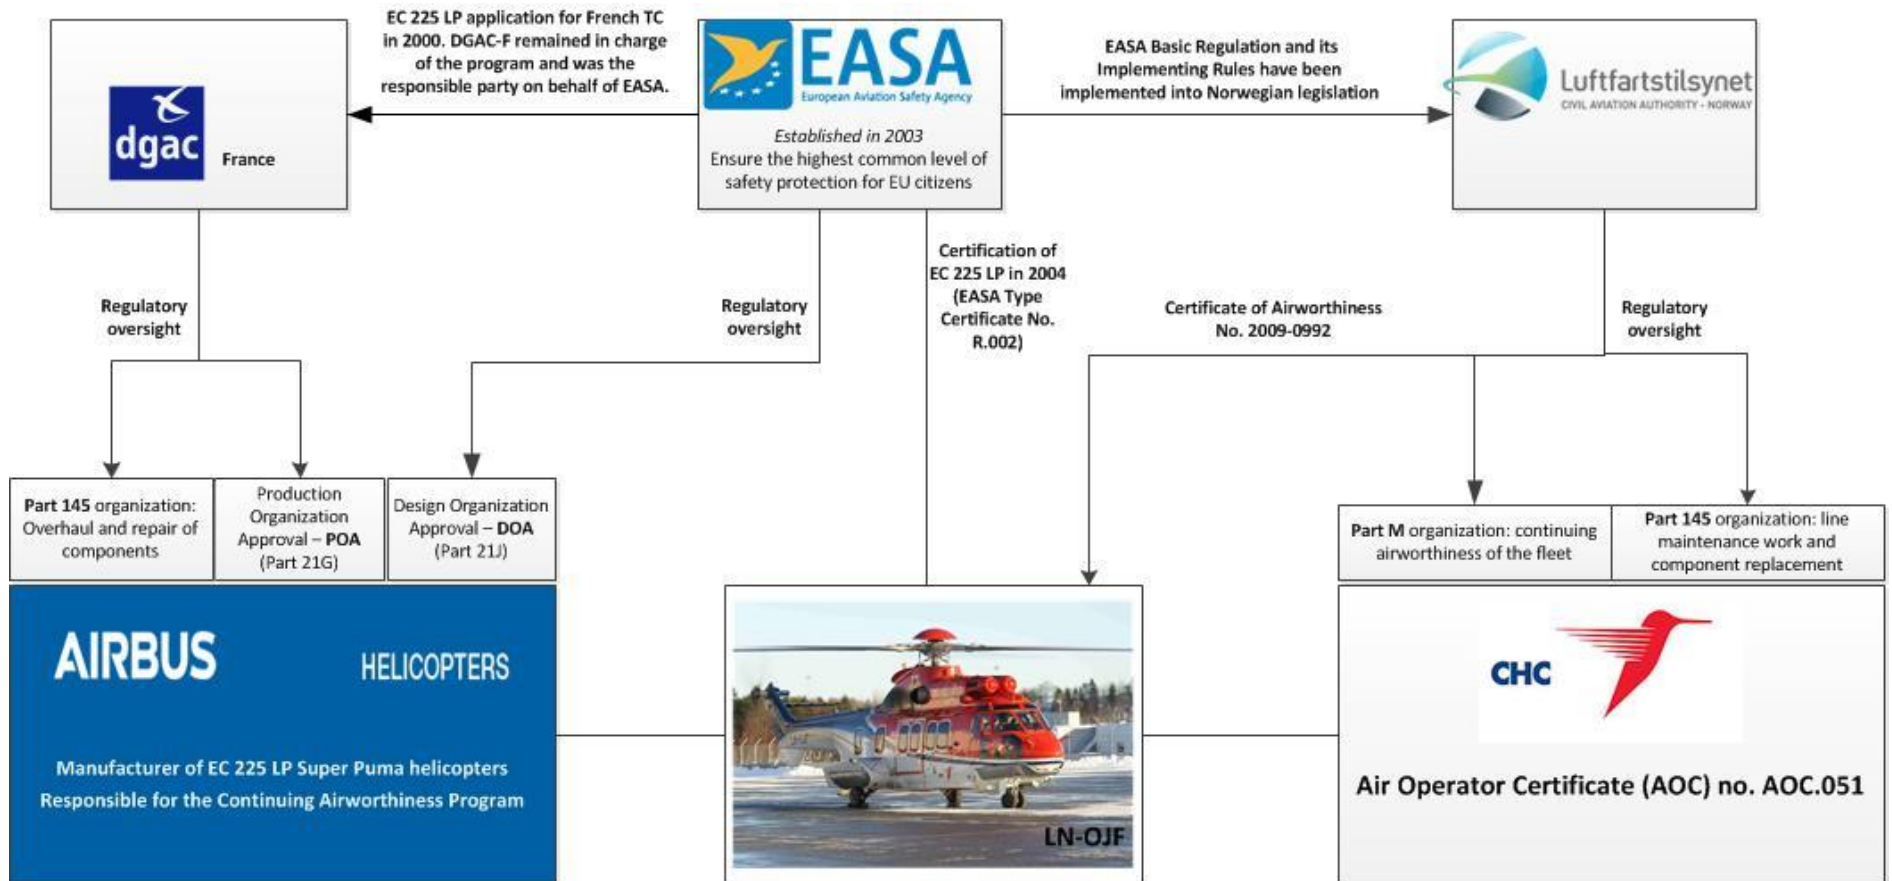 EC 225 LP application for French TC
in 2000. DGAC-F remained in charge
of the program and was the
responsible party on behalf of EASA.
dgac
France
EASA
European Aviation Safety Agency
Established in 2003
Ensure the highest common level of
safety protection for EU citizens
EASA Basic Regulation and its
Implementing Rules have been
implemented into Norwegian legislation
Luftfartstilsynet
CIVIL AVIATION AUTHORITY - NORWAY
Regulatory
oversight
Regulatory
oversight
Certification of
EC 225 LP in 2004
(EASA Type
Certificate No.
R.002)
Certificate of Airworthiness
No. 2009-0992
Regulatory
oversight
Part 145 organization:
Overhaul and repair of
components
Production
Organization
Approval – POA
(Part 21G)
Design Organization
Approval – DOA
(Part 21J)
Part M organization: continuing
airworthiness of the fleet
Part 145 organization: line
maintenance work and
component replacement
AIRBUS HELICOPTERS
Manufacturer of EC 225 LP Super Puma helicopters
Responsible for the Continuing Airworthiness Program
LN-OJF
CHC
Air Operator Certificate (AOC) no. AOC.051